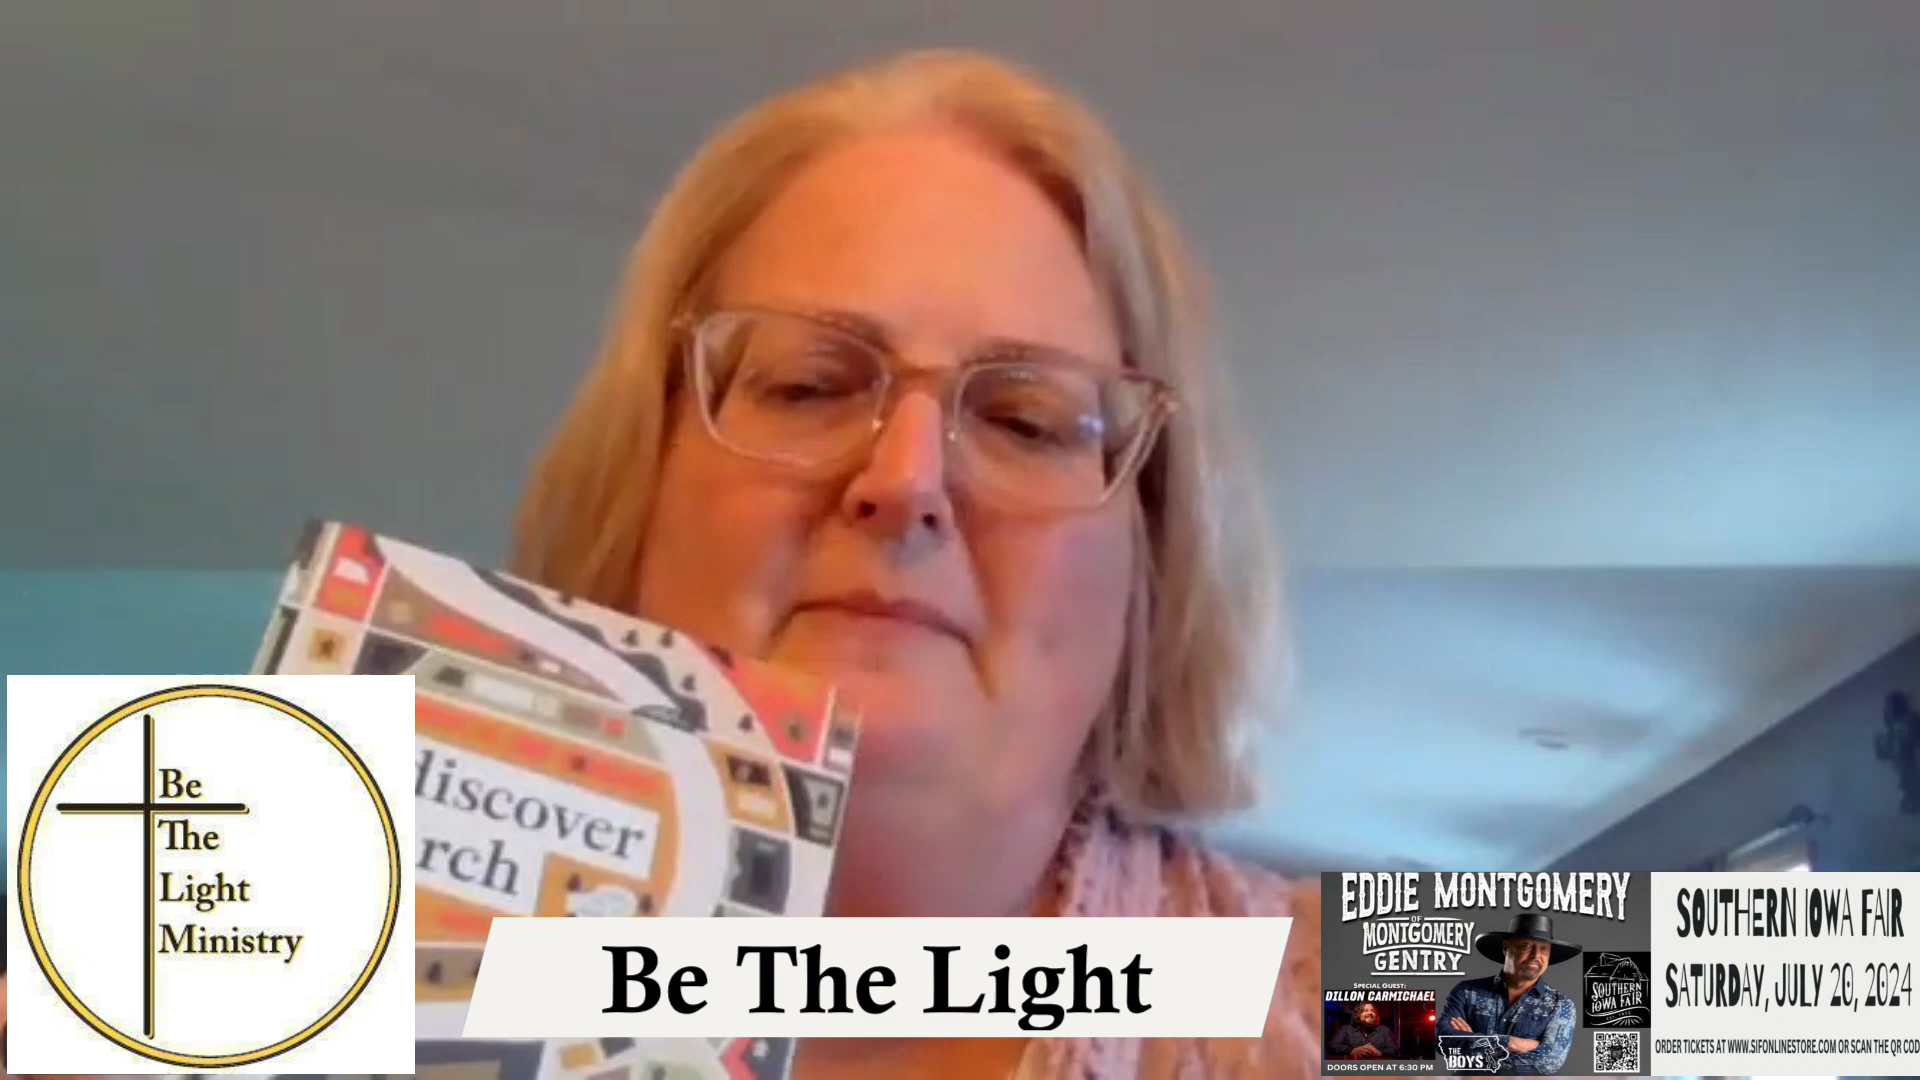 discover
rch
Be
The
Light
Ministry
Be The Light
EDDIE MONTGOMERY
OF
MONTGOMERY
GENTRY
SPECIAL GUEST:
DILLON CARMICHAEL
THE
BOYS
DOORS OPEN AT 6:30 PM
SOUTHERN
IOWA FAIR
SOUTHERN IOWA FAIR
SATURDAY, JULY 20, 2024
ORDER TICKETS AT WWW.SIFONLINESTORE.COM OR SCAN THE QR COD